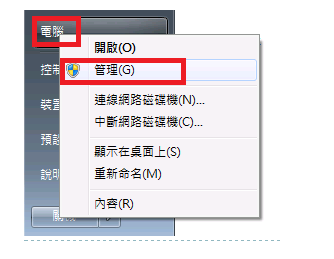 電腦
開啟(O)
控制
管理(G)
裝置
連線網路磁碟機(N)...
中斷網路磁碟機(C)...
預設
顯示在桌面上(S)
說明
重新命名(M)
內容(R)